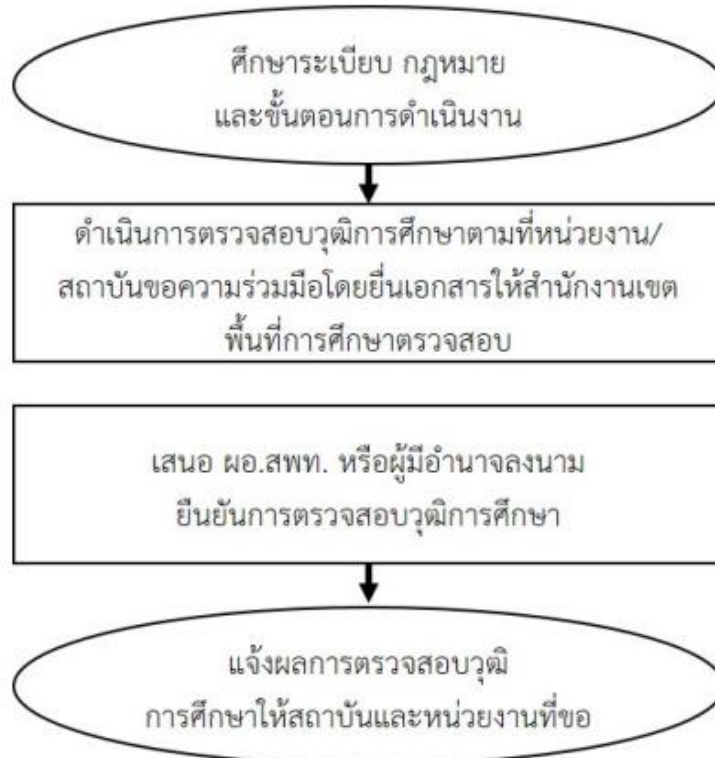 ศึกษาระเบียบ กฎหมาย
และขั้นตอนการดำเนินงาน
ดำเนินการตรวจสอบวุฒิการศึกษาตามที่หน่วยงาน/
สถาบันขอความร่วมมือโดยยื่นเอกสารให้สำนักงานเขต
พื้นที่การศึกษาตรวจสอบ
เสนอ ผอ.สพท. หรือผู้มีอำนาจลงนาม
ยืนยันการตรวจสอบวุฒิการศึกษา
แจ้งผลการตรวจสอบวุฒิ
การศึกษาให้สถาบันและหน่วยงานที่ขอ